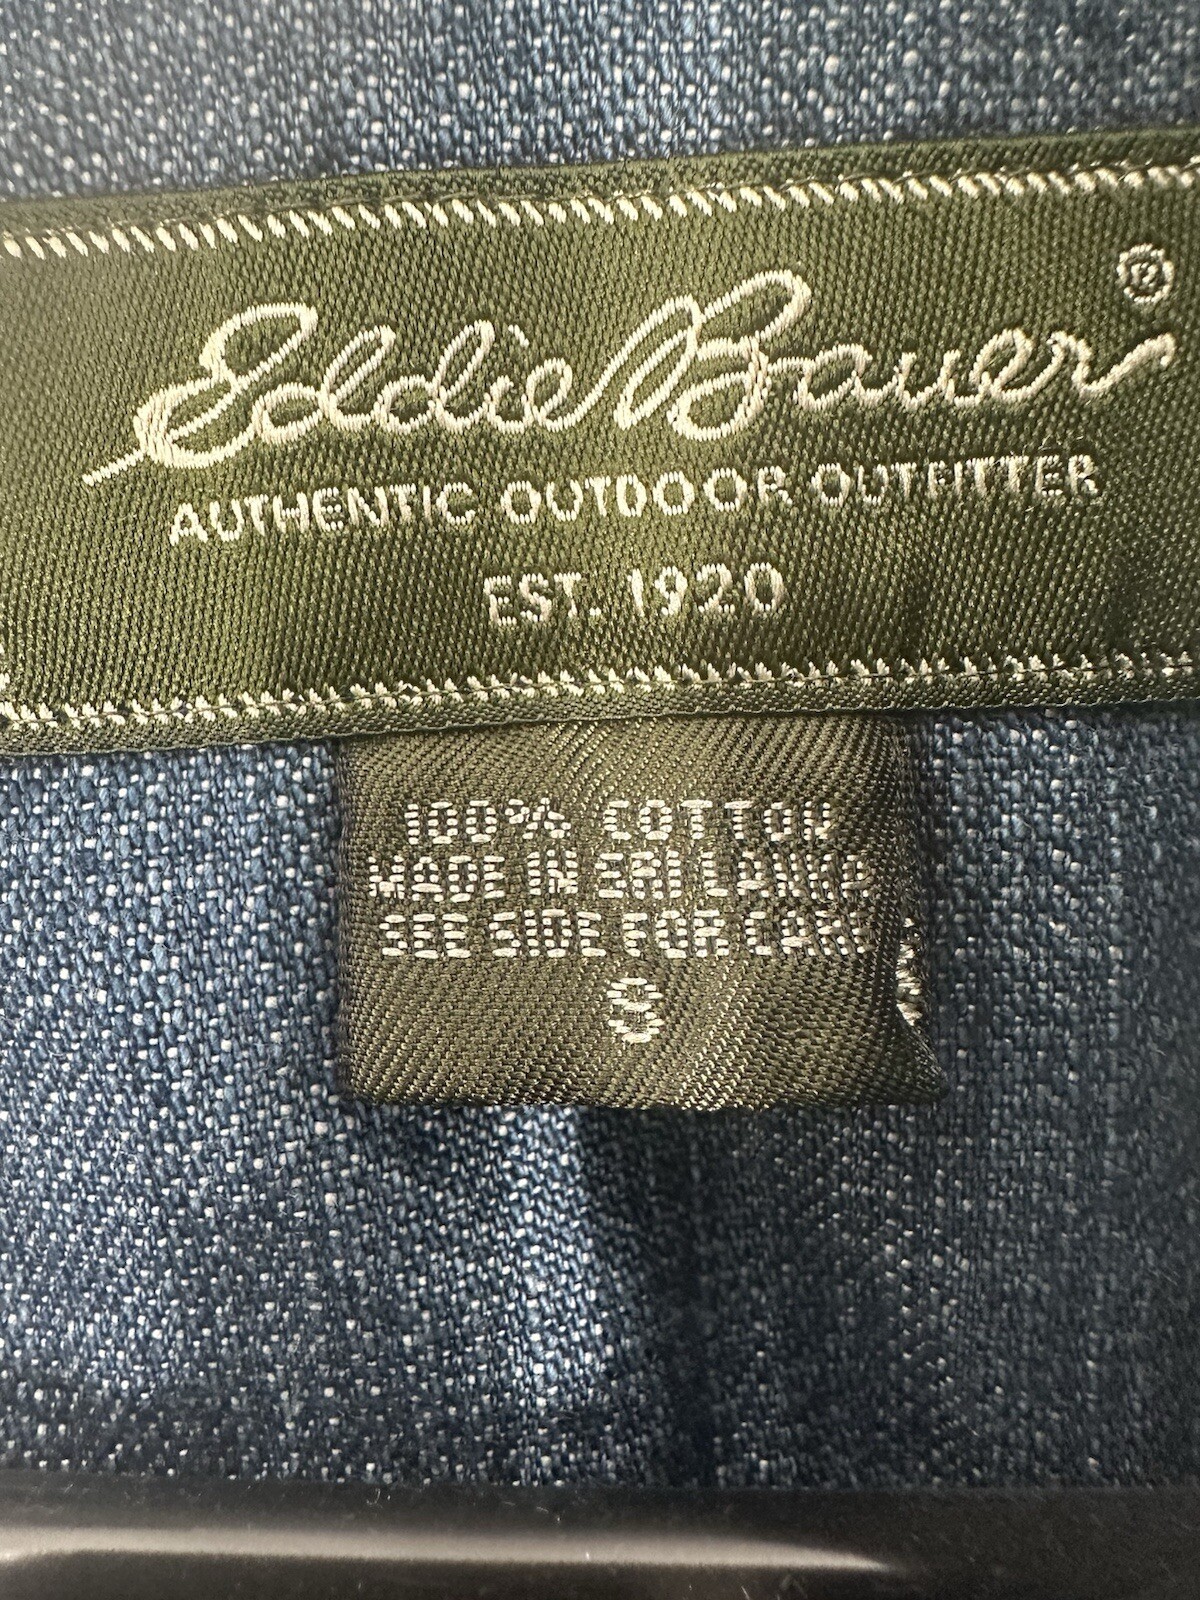 Eddie Bauer®
AUTHENTIC OUTDOOR OUTFITTER
EST. 1920
100% COTTON
MADE IN SRI LANKA
SEE SIDE FOR CARE
S